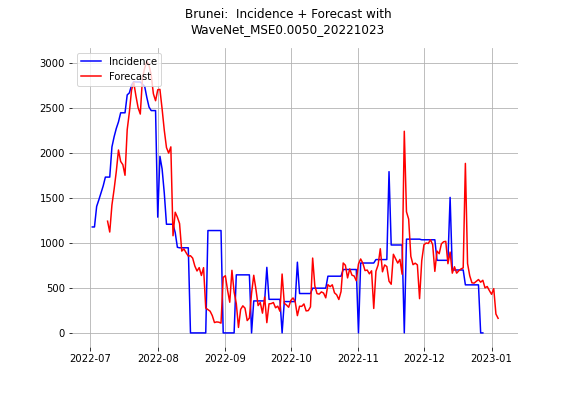 Brunei:  Incidence + Forecast with
WaveNet_MSE0.0050_20221023
Incidence
Forecast
3000
2500
2000
1500
1000
500
0
2022-07 2022-08 2022-09 2022-10 2022-11 2022-12 2023-01